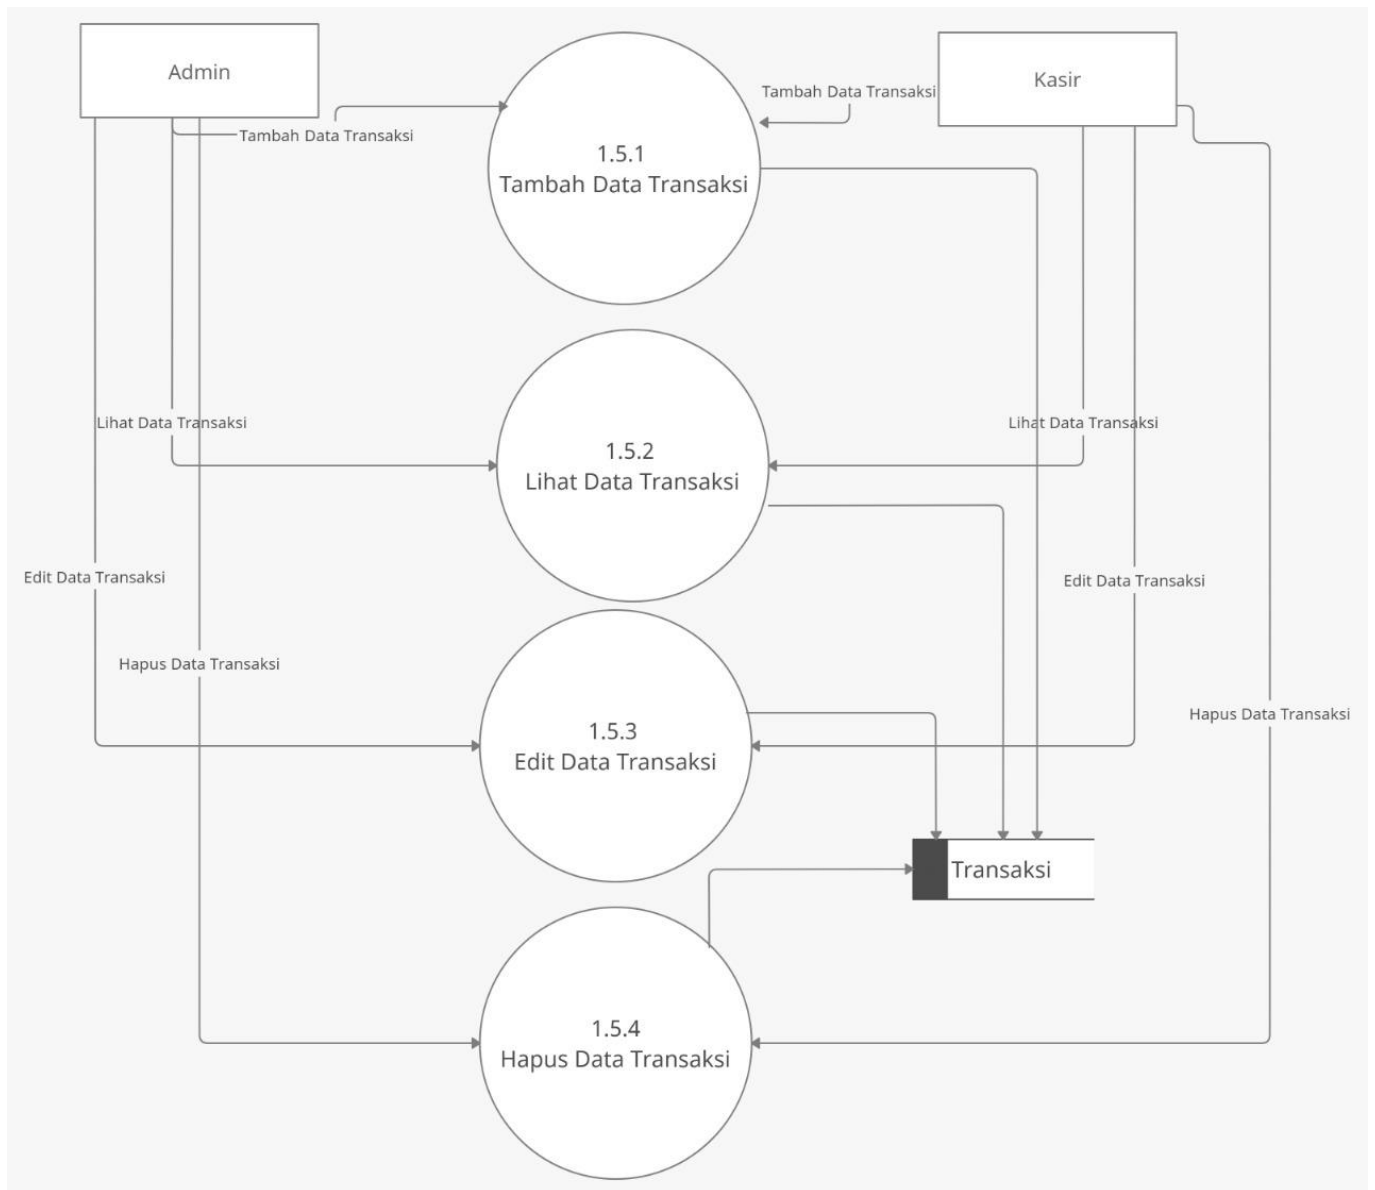 Admin
Kasir
Tambah Data Transaksi
Tambah Data Transaksi
1.5.1
Tambah Data Transaksi
Lihat Data Transaksi
Lihat Data Transaksi
1.5.2
Lihat Data Transaksi
Edit Data Transaksi
Edit Data Transaksi
Hapus Data Transaksi
Hapus Data Transaksi
1.5.3
Edit Data Transaksi
Transaksi
1.5.4
Hapus Data Transaksi